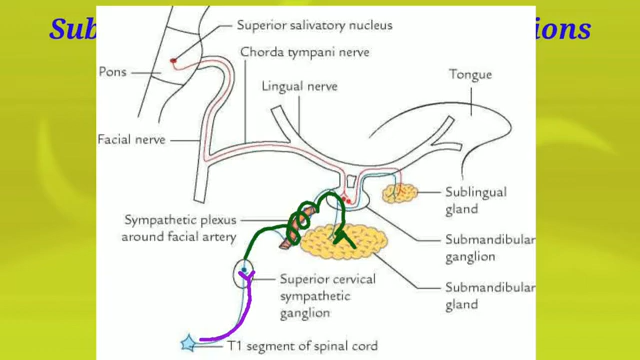 Sub
ions
Superior salivatory nucleus
Chorda tympani nerve
Pons
Lingual nerve
Tongue
Facial nerve
Sublingual
gland
Sympathetic plexus
around facial artery
Submandibular
ganglion
Superior cervical
sympathetic
ganglion
Submandibular
gland
T1 segment of spinal cord